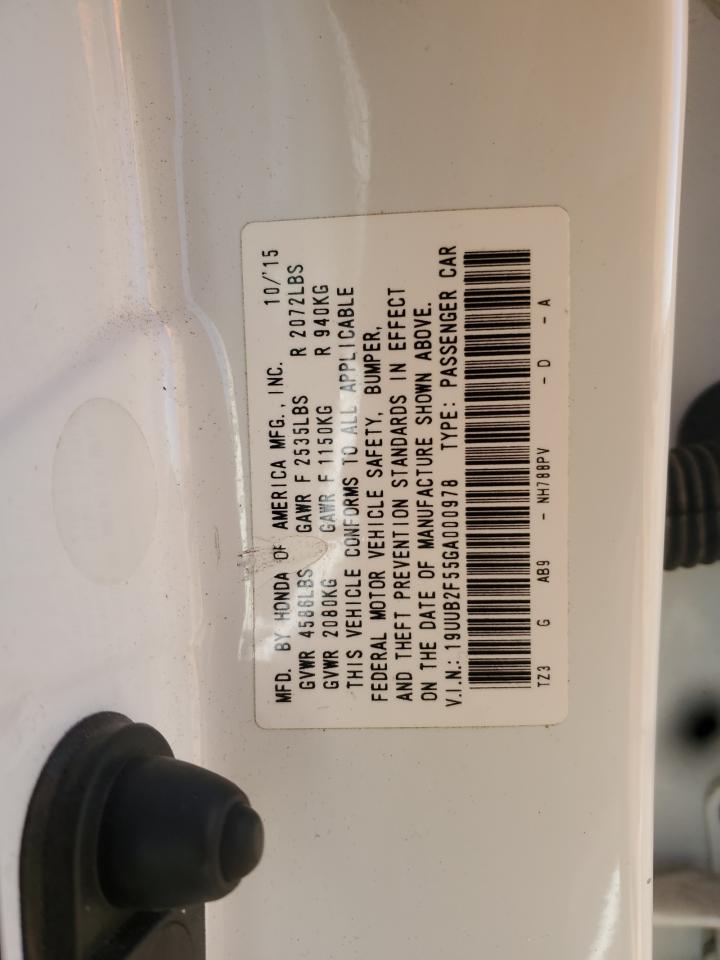 MFD. BY HONDA OF AMERICA MFG., INC. 10/'15
GVWR 4586LBS GAWR F 2535LBS R 2072LBS
GVWR 2080KG GAWR F 1150KG R 940KG
THIS VEHICLE CONFORMS TO ALL APPLICABLE
FEDERAL MOTOR VEHICLE SAFETY, BUMPER,
AND THEFT PREVENTION STANDARDS IN EFFECT
ON THE DATE OF MANUFACTURE SHOWN ABOVE.
V.I.N.: 19UUB2F55GA000978 TYPE: PASSENGER CAR
TZ3 G AB9 - NH788PV - D - A